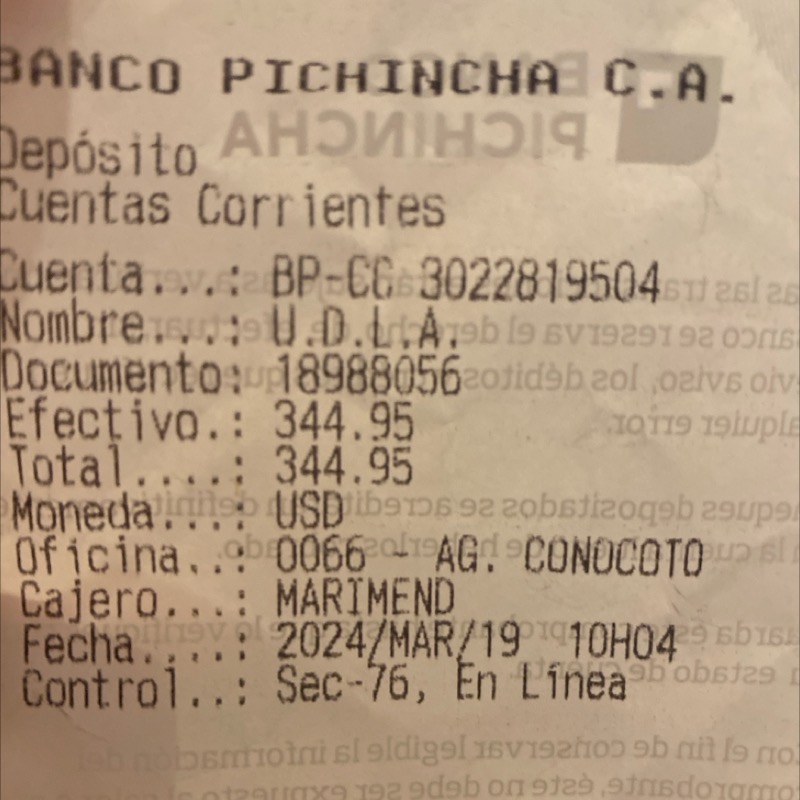 BANCO PICHINCHA C.A.
Depósito
Cuentas Corrientes
Cuenta...: BP-CC 3022819504
Nombre...: U.D.L.A.
Documento: 18988056
Efectivo.: 344.95
Total....: 344.95
Moneda...: USD
Oficina..: 0066 - AG. CONOCOTO
Cajero...: MARIMEND
Fecha....: 2024/MAR/19 10H04
Control..: Sec-76, En Línea